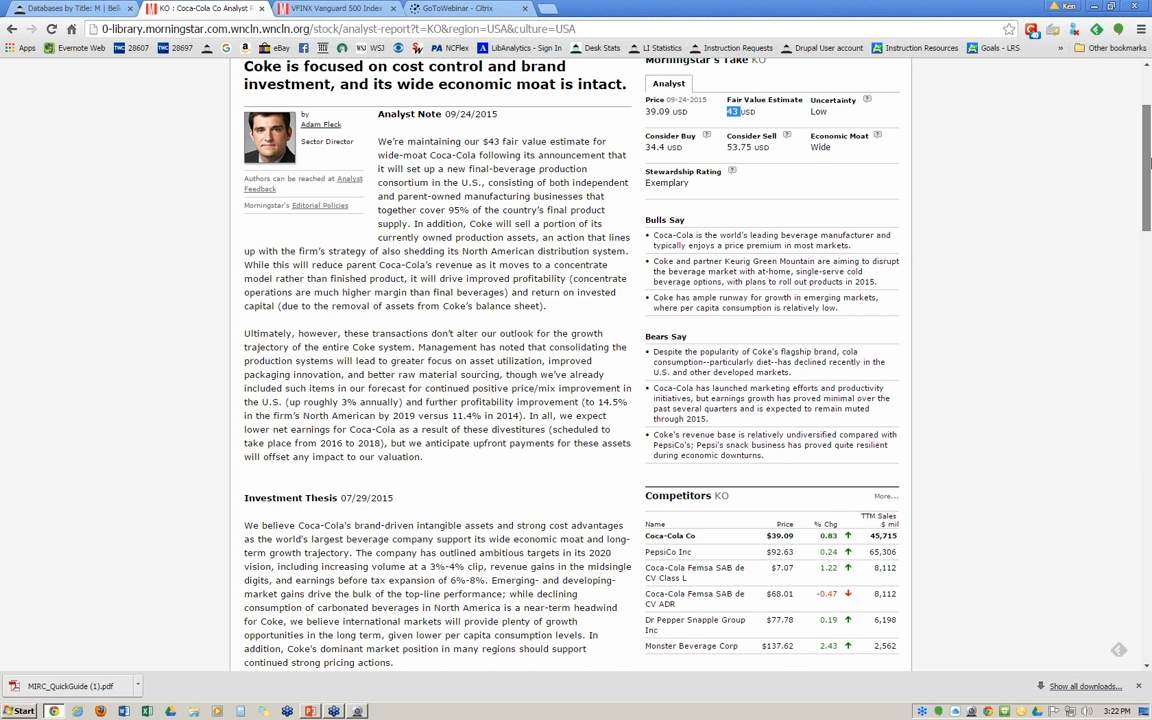 Databases by Title: M | Bel
KO : Coca-Cola Co Analyst R
VFINX Vanguard 500 Index
GoToWebinar - Citrix
Ken
0-library.morningstar.com.wncln.wncln.org/stock/analyst-report?t=KO&region=USA&culture=USA
Apps
Evernote Web
28607
28697
eBay
WSJ
NCFlex
LibAnalytics - Sign In
Desk Stats
LI Statistics
Instruction Requests
Drupal User account
Instruction Resources
Goals - LRS
Other bookmarks
Coke is focused on cost control and brand
investment, and its wide economic moat is intact.
by
Adam Fleck
Sector Director
Authors can be reached at Analyst
Feedback
Morningstar's Editorial Policies
Analyst Note 09/24/2015
We're maintaining our $43 fair value estimate for
wide-moat Coca-Cola following its announcement that
it will set up a new final-beverage production
consortium in the U.S., consisting of both independent
and parent-owned manufacturing businesses that
together cover 95% of the country's final product
supply. In addition, Coke will sell a portion of its
currently owned production assets, an action that lines
up with the firm's strategy of also shedding its North American distribution system.
While this will reduce parent Coca-Cola's revenue as it moves to a concentrate
model rather than finished product, it will drive improved profitability (concentrate
operations are much higher margin than final beverages) and return on invested
capital (due to the removal of assets from Coke's balance sheet).
Ultimately, however, these transactions don't alter our outlook for the growth
trajectory of the entire Coke system. Management has noted that consolidating the
production systems will lead to greater focus on asset utilization, improved
packaging innovation, and better raw material sourcing, though we've already
included such items in our forecast for continued positive price/mix improvement in
the U.S. (up roughly 3% annually) and further profitability improvement (to 14.5%
in the firm's North American by 2019 versus 11.4% in 2014). In all, we expect
lower net earnings for Coca-Cola as a result of these divestitures (scheduled to
take place from 2016 to 2018), but we anticipate upfront payments for these assets
will offset any impact to our valuation.
Investment Thesis 07/29/2015
We believe Coca-Cola's brand-driven intangible assets and strong cost advantages
as the world's largest beverage company support its wide economic moat and long-
term growth trajectory. The company has outlined ambitious targets in its 2020
vision, including increasing volume at a 3%-4% clip, revenue gains in the midsingle
digits, and earnings before tax expansion of 6%-8%. Emerging- and developing-
market gains drive the bulk of the top-line performance; while declining
consumption of carbonated beverages in North America is a near-term headwind
for Coke, we believe international markets will provide plenty of growth
opportunities in the long term, given lower per capita consumption levels. In
addition, Coke's dominant market position in many regions should support
continued strong pricing actions.
Morningstar's Take KO
Analyst
Price 09-24-2015
Fair Value Estimate
Uncertainty
39.09 USD
43 USD
Low
Consider Buy
Consider Sell
Economic Moat
34.4 USD
53.75 USD
Wide
Stewardship Rating
Exemplary
Bulls Say
• Coca-Cola is the world's leading beverage manufacturer and
typically enjoys a price premium in most markets.
• Coke and partner Keurig Green Mountain are aiming to disrupt
the beverage market with at-home, single-serve cold
beverage options, with plans to roll out products in 2015.
• Coke has ample runway for growth in emerging markets,
where per capita consumption is relatively low.
Bears Say
• Despite the popularity of Coke's flagship brand, cola
consumption--particularly diet--has declined recently in the
U.S. and other developed markets.
• Coca-Cola has launched marketing efforts and productivity
initiatives, but earnings growth has proved minimal over the
past several quarters and is expected to remain muted
through 2015.
• Coke's revenue base is relatively undiversified compared with
PepsiCo's; Pepsi's snack business has proved quite resilient
during economic downturns.
Competitors KO
More...
Name Price % Chg TTM Sales $ mil
Coca-Cola Co $39.09 0.83 45,715
PepsiCo Inc $92.63 0.24 65,306
Coca-Cola Femsa SAB de $7.07 1.22 8,112
CV Class L
Coca-Cola Femsa SAB de $68.01 -0.47 8,112
CV ADR
Dr Pepper Snapple Group $77.78 0.19 6,198
Inc
Monster Beverage Corp $137.62 2.43 2,562
MIRC_QuickGuide (1).pdf
Show all downloads...
Start
3:22 PM